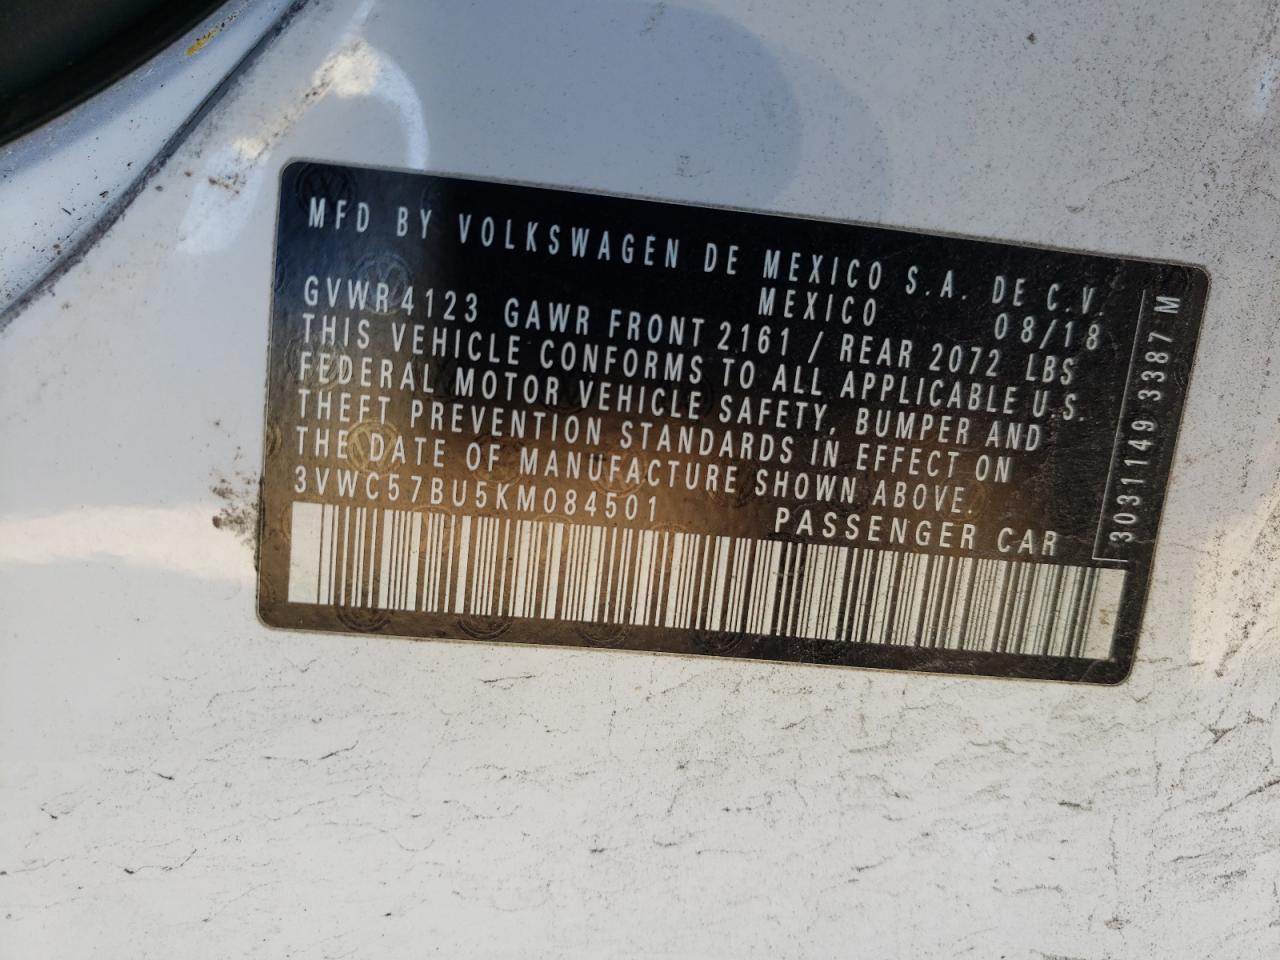 MFD BY VOLKSWAGEN DE MEXICO S.A. DE C.V.
MEXICO 08/18
GVWR 4123 GAWR FRONT 2161 / REAR 2072 LBS
THIS VEHICLE CONFORMS TO ALL APPLICABLE U.S.
FEDERAL MOTOR VEHICLE SAFETY, BUMPER AND
THEFT PREVENTION STANDARDS IN EFFECT ON
THE DATE OF MANUFACTURE SHOWN ABOVE.
3VWC57BU5KM084501 PASSENGER CAR
3031149 3387 M